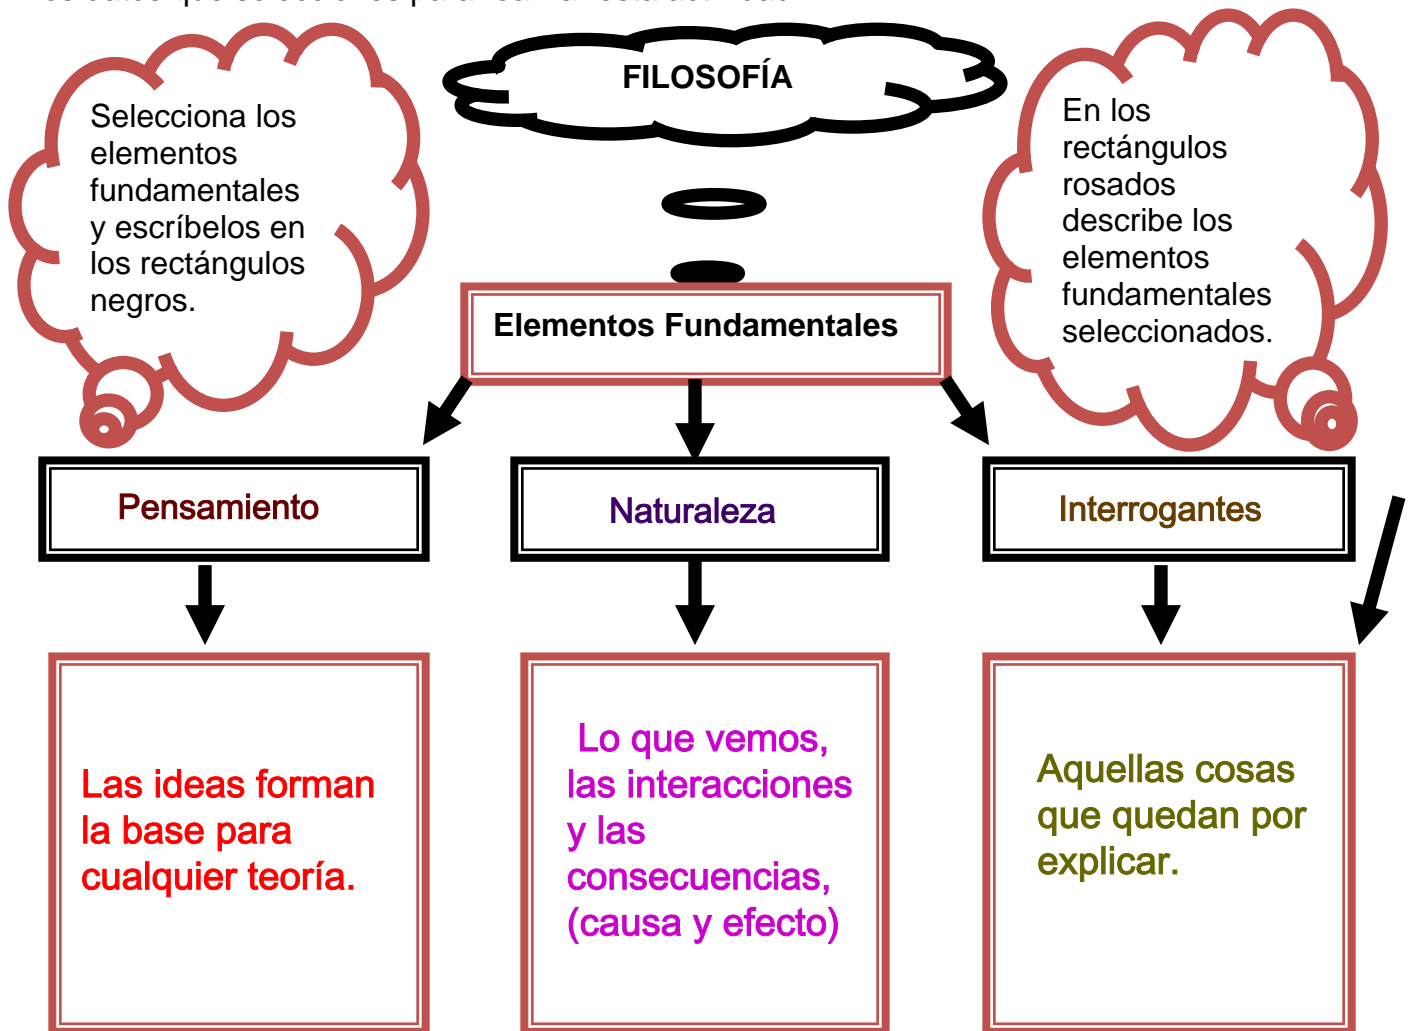 FILOSOFÍA
Selecciona los
elementos
fundamentales
y escríbelos en
los rectángulos
negros.
En los
rectángulos
rosados
describe los
elementos
fundamentales
seleccionados.
Elementos Fundamentales
Pensamiento
Naturaleza
Interrogantes
Las ideas forman
la base para
cualquier teoría.
Lo que vemos,
las interacciones
y las
consecuencias,
(causa y efecto)
Aquellas cosas
que quedan por
explicar.